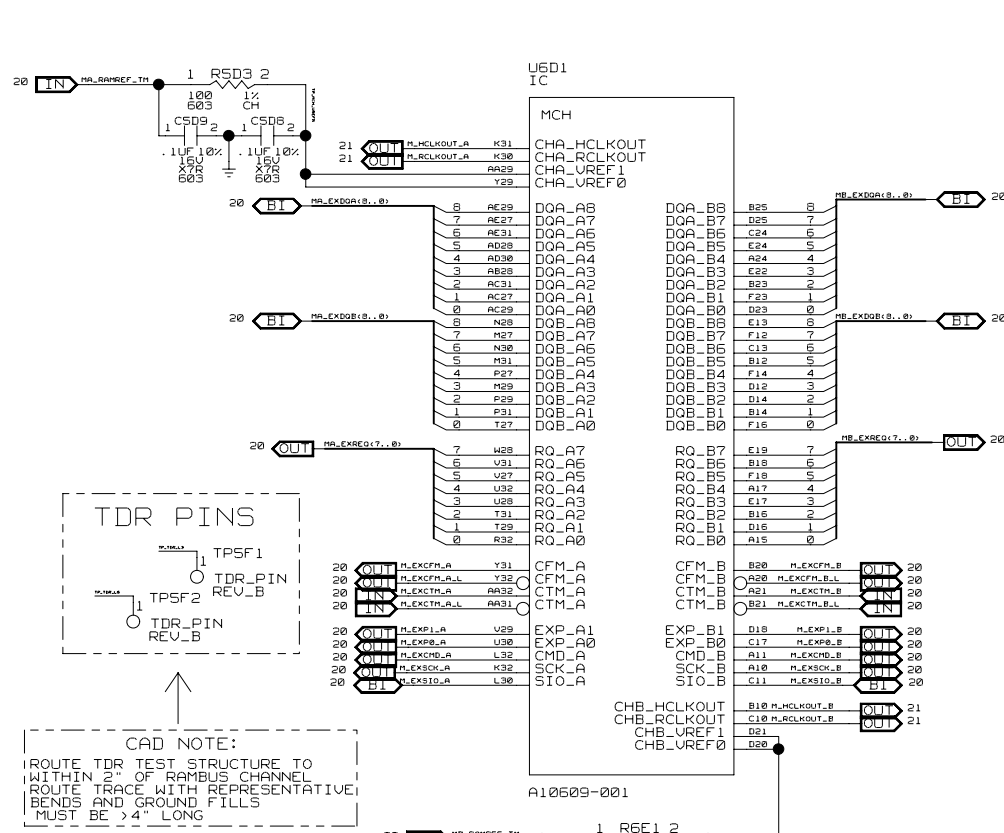 U6D1
IC
20 IN MA_RAMREF_TM
1 R5D3 2
100 1%
603 CH
1 C5D9 2 1 C5D8 2
.1UF 10% .1UF 10%
16V 16V
X7R X7R
603 603
MCH
21 OUT M_HCLKOUT_A K31 CHA_HCLKOUT
21 OUT M_RCLKOUT_A K30 CHA_RCLKOUT
AA29 CHA_VREF1
Y29 CHA_VREF0
20 BI MA_EXDQA(8..0)
MB_EXDQA(8..0) BI 20
8 AE29 DQA_A8 DQA_B8 B25 8
7 AE27 DQA_A7 DQA_B7 D25 7
6 AE31 DQA_A6 DQA_B6 C24 6
5 AD28 DQA_A5 DQA_B5 E24 5
4 AD30 DQA_A4 DQA_B4 A24 4
3 AB28 DQA_A3 DQA_B3 E22 3
2 AC31 DQA_A2 DQA_B2 B23 2
1 AC27 DQA_A1 DQA_B1 F23 1
0 AC29 DQA_A0 DQA_B0 D23 0
20 BI MA_EXDQB(8..0)
MB_EXDQB(8..0) BI 20
8 N28 DQB_A8 DQB_B8 E13 8
7 M27 DQB_A7 DQB_B7 F12 7
6 N30 DQB_A6 DQB_B6 C13 6
5 M31 DQB_A5 DQB_B5 B12 5
4 P27 DQB_A4 DQB_B4 F14 4
3 M29 DQB_A3 DQB_B3 D12 3
2 P29 DQB_A2 DQB_B2 D14 2
1 P31 DQB_A1 DQB_B1 B14 1
0 T27 DQB_A0 DQB_B0 F16 0
20 OUT MA_EXREQ(7..0)
MB_EXREQ(7..0) OUT 20
7 W28 RQ_A7 RQ_B7 E19 7
6 V31 RQ_A6 RQ_B6 B18 6
5 V27 RQ_A5 RQ_B5 F18 5
4 U32 RQ_A4 RQ_B4 A17 4
3 U28 RQ_A3 RQ_B3 E17 3
2 T31 RQ_A2 RQ_B2 B16 2
1 T29 RQ_A1 RQ_B1 D16 1
0 R32 RQ_A0 RQ_B0 A15 0
20 OUT M_EXCFM_A Y31 CFM_A CFM_B B20 M_EXCFM_B OUT 20
20 OUT M_EXCFM_A_L Y32 CFM_A CFM_B A20 M_EXCFM_B_L OUT 20
20 IN M_EXCTM_A AA32 CTM_A CTM_B A21 M_EXCTM_B IN 20
20 IN M_EXCTM_A_L AA31 CTM_A CTM_B B21 M_EXCTM_B_L IN 20
20 OUT M_EXP1_A V29 EXP_A1 EXP_B1 D18 M_EXP1_B OUT 20
20 OUT M_EXP0_A U30 EXP_A0 EXP_B0 C17 M_EXP0_B OUT 20
20 OUT M_EXCMD_A L32 CMD_A CMD_B A11 M_EXCMD_B OUT 20
20 OUT M_EXSCK_A K32 SCK_A SCK_B A10 M_EXSCK_B OUT 20
20 BI M_EXSIO_A L30 SIO_A SIO_B C11 M_EXSIO_B BI 20
CHB_HCLKOUT B10 M_HCLKOUT_B OUT 21
CHB_RCLKOUT C10 M_RCLKOUT_B OUT 21
CHB_VREF1 D21
CHB_VREF0 D20
A10609-001
TDR PINS
TP5F1
1
TDR_PIN
REV_B
TP5F2
1
TDR_PIN
REV_B
CAD NOTE:
ROUTE TDR TEST STRUCTURE TO
WITHIN 2" OF RAMBUS CHANNEL
ROUTE TRACE WITH REPRESENTATIVE
BENDS AND GROUND FILLS
MUST BE >4" LONG
1 R6E1 2